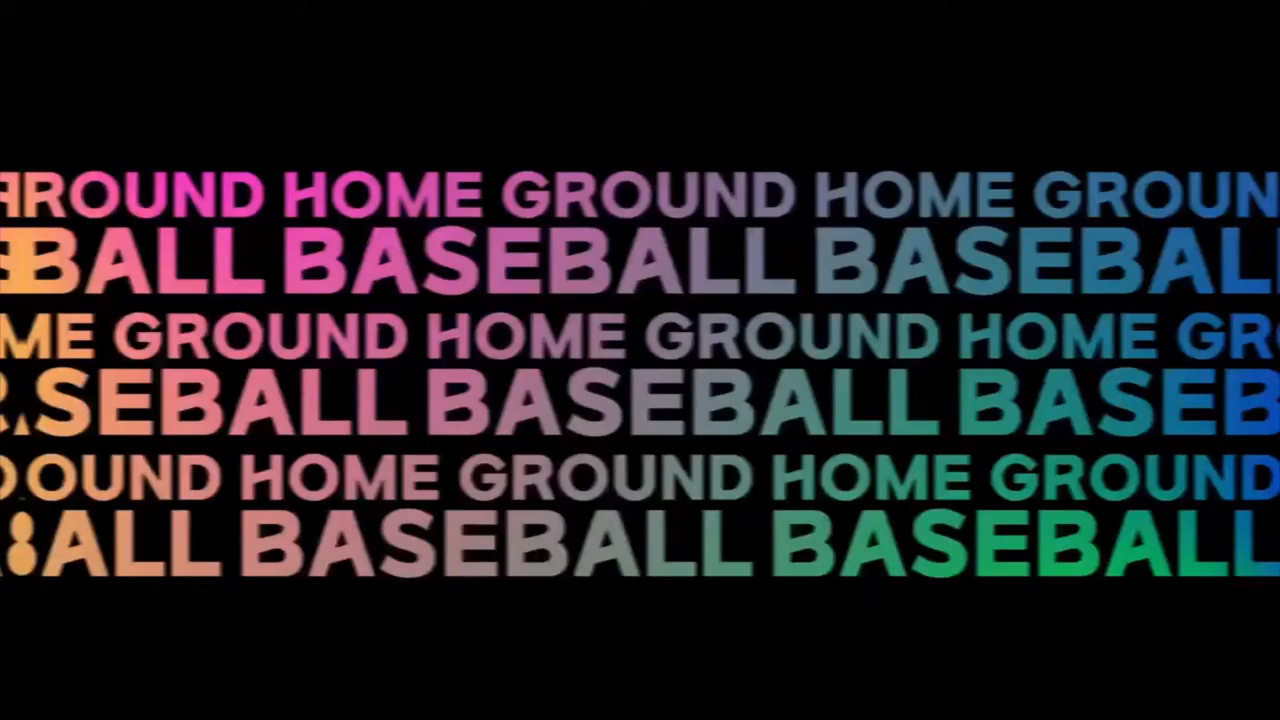 ROUND HOME GROUND HOME GROUN
BALL BASEBALL BASEBAL
ME GROUND HOME GROUND HOME GR
SEBALL BASEBALL BASEB
OUND HOME GROUND HOME GROUND
ALL BASEBALL BASEBALL